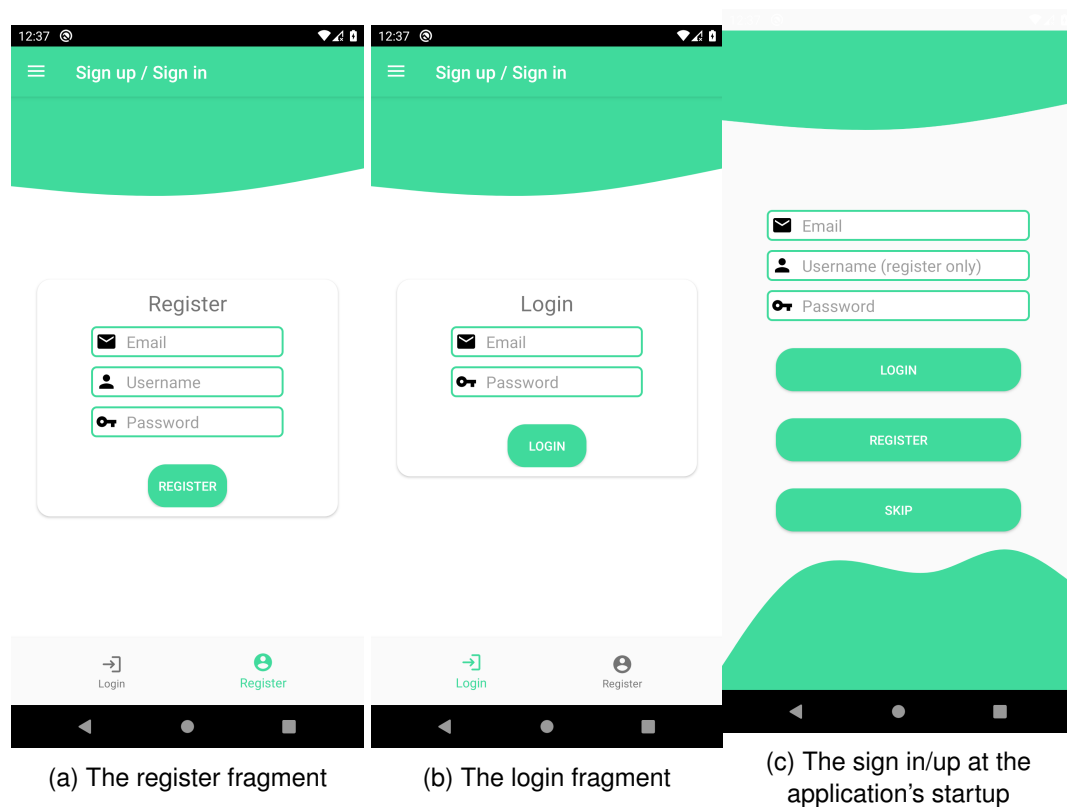 12:37
Sign up / Sign in
Register
Email
Username
Password
REGISTER
Login
Register
(a) The register fragment
12:37
Sign up / Sign in
Login
Email
Password
LOGIN
Login
Register
(b) The login fragment
Email
Username (register only)
Password
LOGIN
REGISTER
SKIP
(c) The sign in/up at the
application's startup